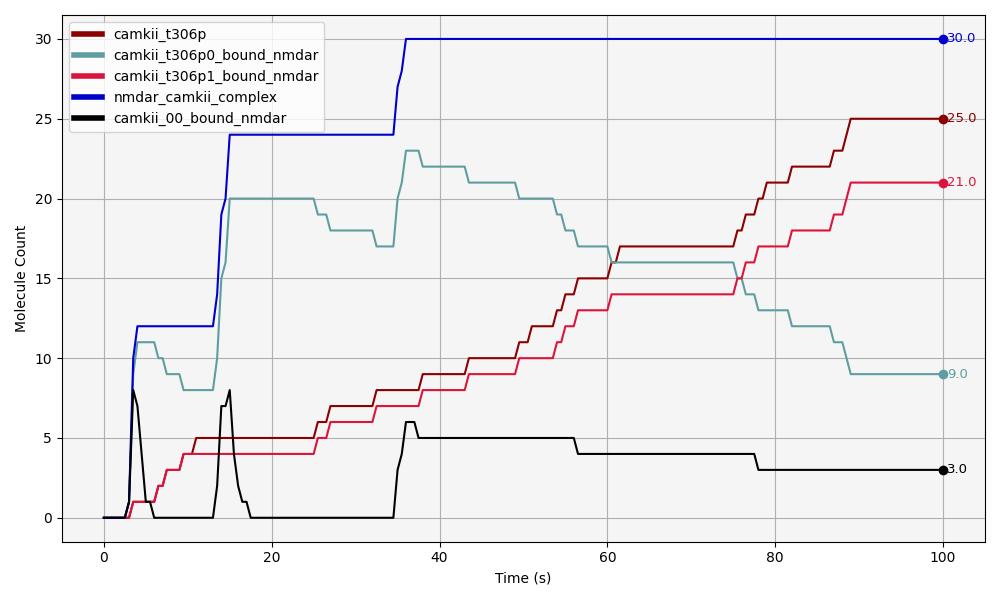 camkii_t306p
camkii_t306p0_bound_nmdar
camkii_t306p1_bound_nmdar
nmdar_camkii_complex
camkii_00_bound_nmdar
30.0
25.0
21.0
9.0
3.0
30
25
20
15
10
5
0
Molecule Count
0 20 40 60 80 100
Time (s)